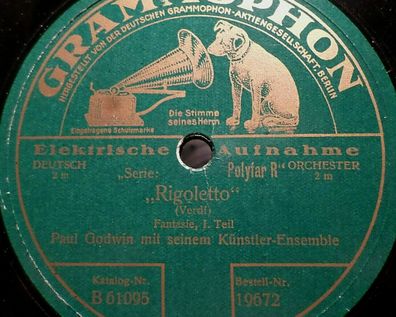 GRAMMOPHON
HERGESTELLT VON DER DEUTSCHEN GRAMMOPHON-AKTIENGESELLSCHAFT, BERLIN
Die Stimme
seines Herrn
Eingetragene Schutzmarke
Elektrische Aufnahme
DEUTSCH „Serie: Polyfar R" ORCHESTER
2 m 2 m
„Rigoletto"
(Verdi)
Fantasie, I. Teil
Paul Godwin mit seinem Künstler-Ensemble
Katalog-Nr. Bestell-Nr.
B 61095 19672